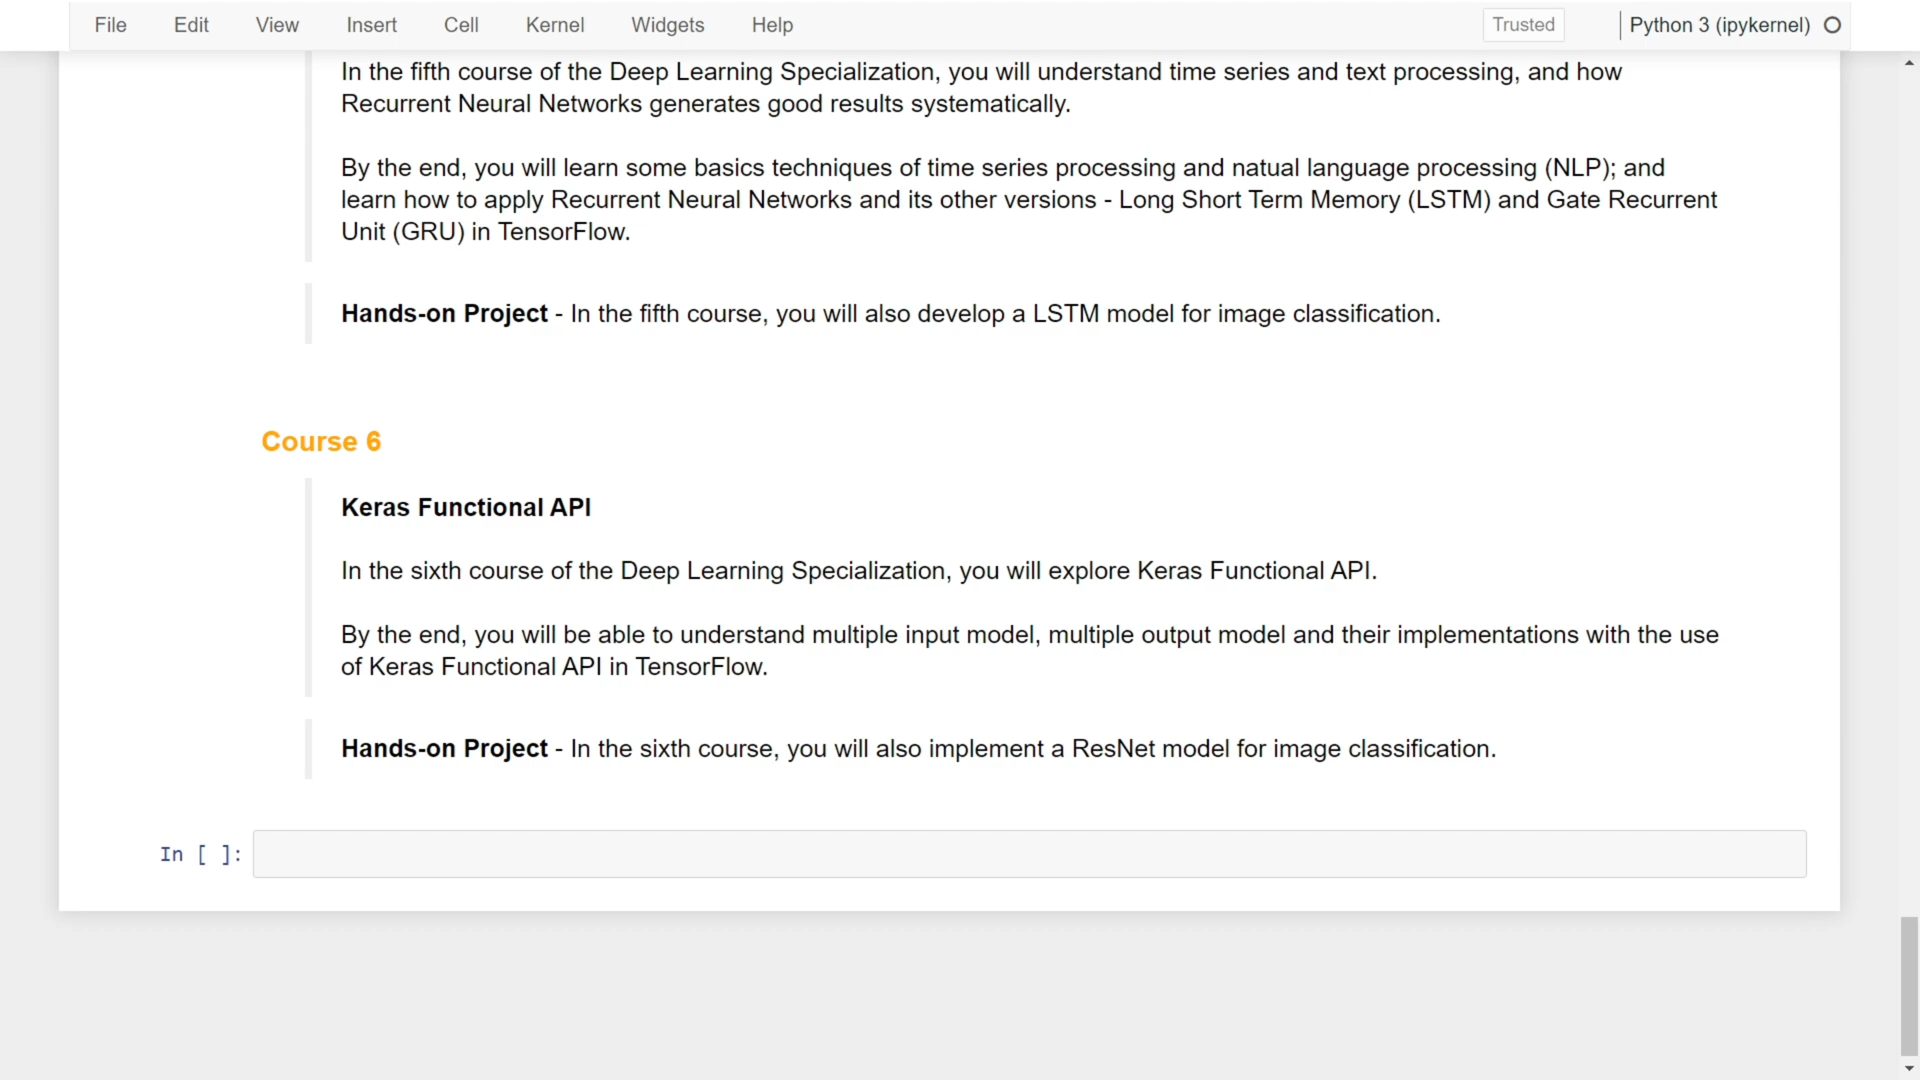 File Edit View Insert Cell Kernel Widgets Help Trusted Python 3 (ipykernel)
In the fifth course of the Deep Learning Specialization, you will understand time series and text processing, and how
Recurrent Neural Networks generates good results systematically.
By the end, you will learn some basics techniques of time series processing and natual language processing (NLP); and
learn how to apply Recurrent Neural Networks and its other versions - Long Short Term Memory (LSTM) and Gate Recurrent
Unit (GRU) in TensorFlow.
Hands-on Project - In the fifth course, you will also develop a LSTM model for image classification.
Course 6
Keras Functional API
In the sixth course of the Deep Learning Specialization, you will explore Keras Functional API.
By the end, you will be able to understand multiple input model, multiple output model and their implementations with the use
of Keras Functional API in TensorFlow.
Hands-on Project - In the sixth course, you will also implement a ResNet model for image classification.
In [ ]: